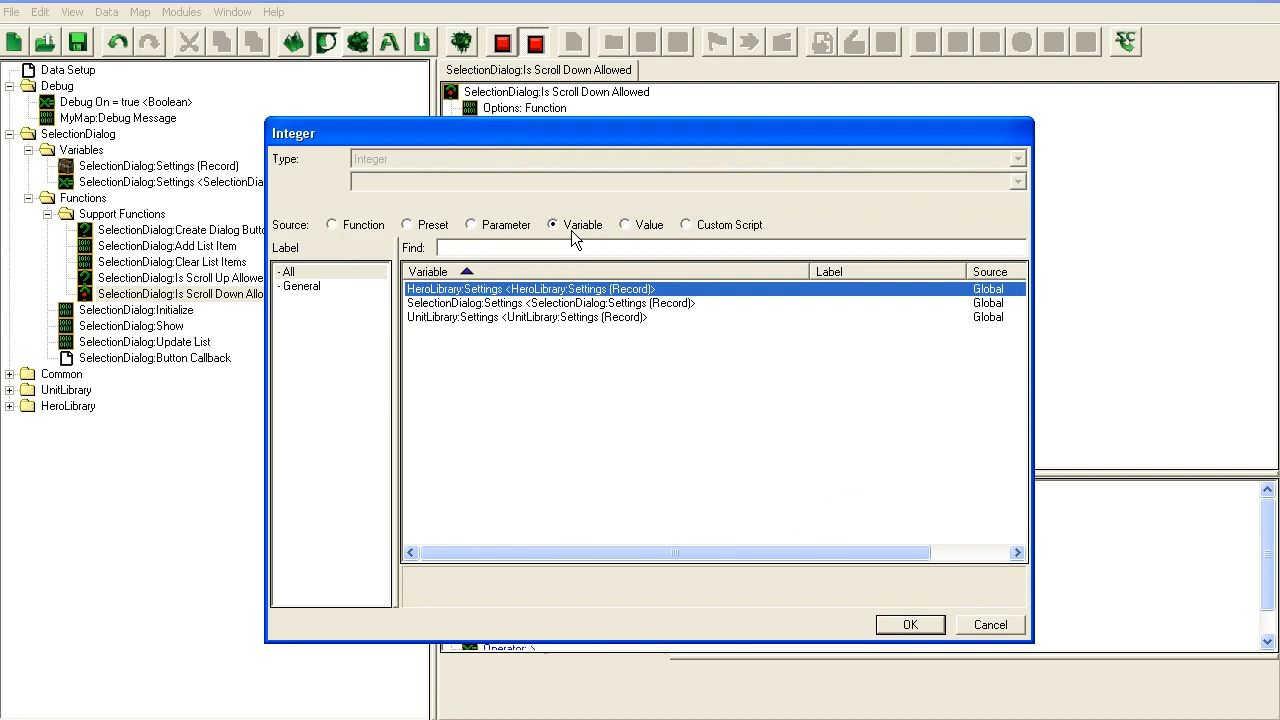 File Edit View Data Map Modules Window Help
Data Setup
Debug
Debug On = true <Boolean>
MyMap:Debug Message
SelectionDialog
Variables
SelectionDialog:Settings (Record)
SelectionDialog:Settings <SelectionDia
Functions
Support Functions
SelectionDialog:Create Dialog Butto
SelectionDialog:Add List Item
SelectionDialog:Clear List Items
SelectionDialog:Is Scroll Up Allowe
SelectionDialog:Is Scroll Down Allo
SelectionDialog:Initialize
SelectionDialog:Show
SelectionDialog:Update List
SelectionDialog:Button Callback
Common
UnitLibrary
HeroLibrary
SelectionDialog:Is Scroll Down Allowed
SelectionDialog:Is Scroll Down Allowed
Options: Function
Integer
Type: Integer
Source: Function Preset Parameter Variable Value Custom Script
Label Find:
- All
- General
Variable Label Source
HeroLibrary:Settings <HeroLibrary:Settings (Record)> Global
SelectionDialog:Settings <SelectionDialog:Settings (Record)> Global
UnitLibrary:Settings <UnitLibrary:Settings (Record)> Global
OK Cancel
Operator: >